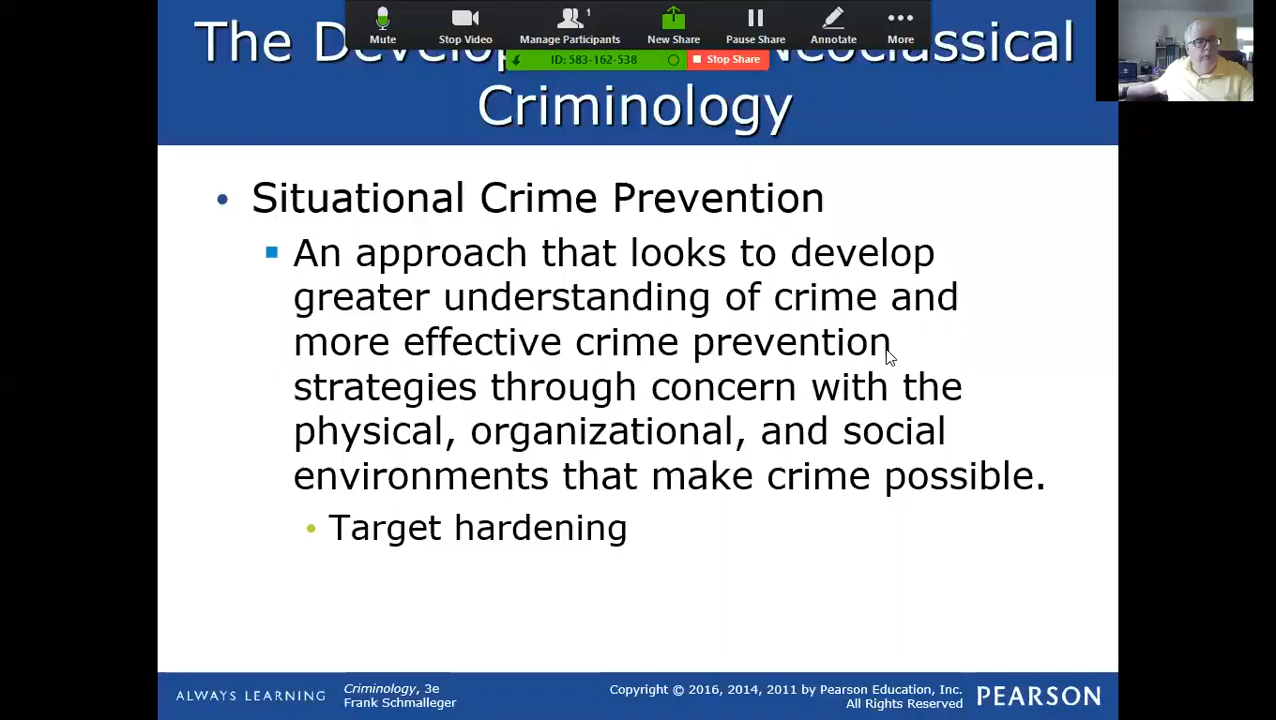 Mute
Stop Video
Manage Participants
1
New Share
Pause Share
Annotate
More
ID: 583-162-538
Stop Share
The Neoclassical
Criminology
• Situational Crime Prevention
An approach that looks to develop
greater understanding of crime and
more effective crime prevention
strategies through concern with the
physical, organizational, and social
environments that make crime possible.
• Target hardening
ALWAYS LEARNING
Criminology, 3e
Frank Schmalleger
Copyright © 2016, 2014, 2011 by Pearson Education, Inc.
All Rights Reserved
PEARSON